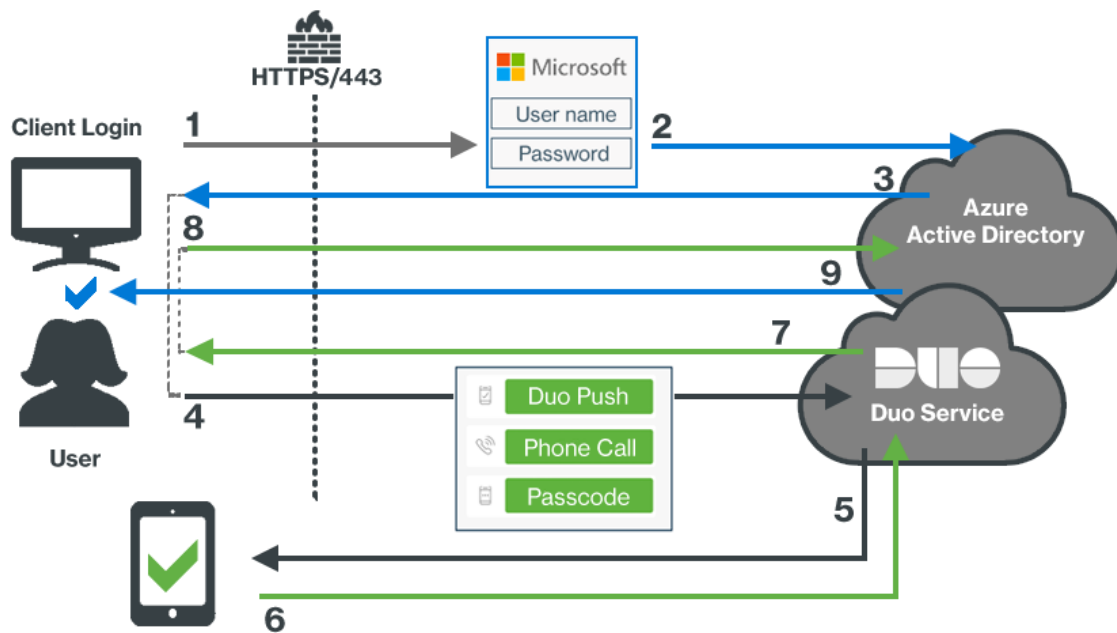 HTTPS/443
Microsoft
User name
Password
Client Login
1
2
3
Azure
Active Directory
8
9
7
DUO
Duo Service
4
Duo Push
Phone Call
Passcode
User
5
6